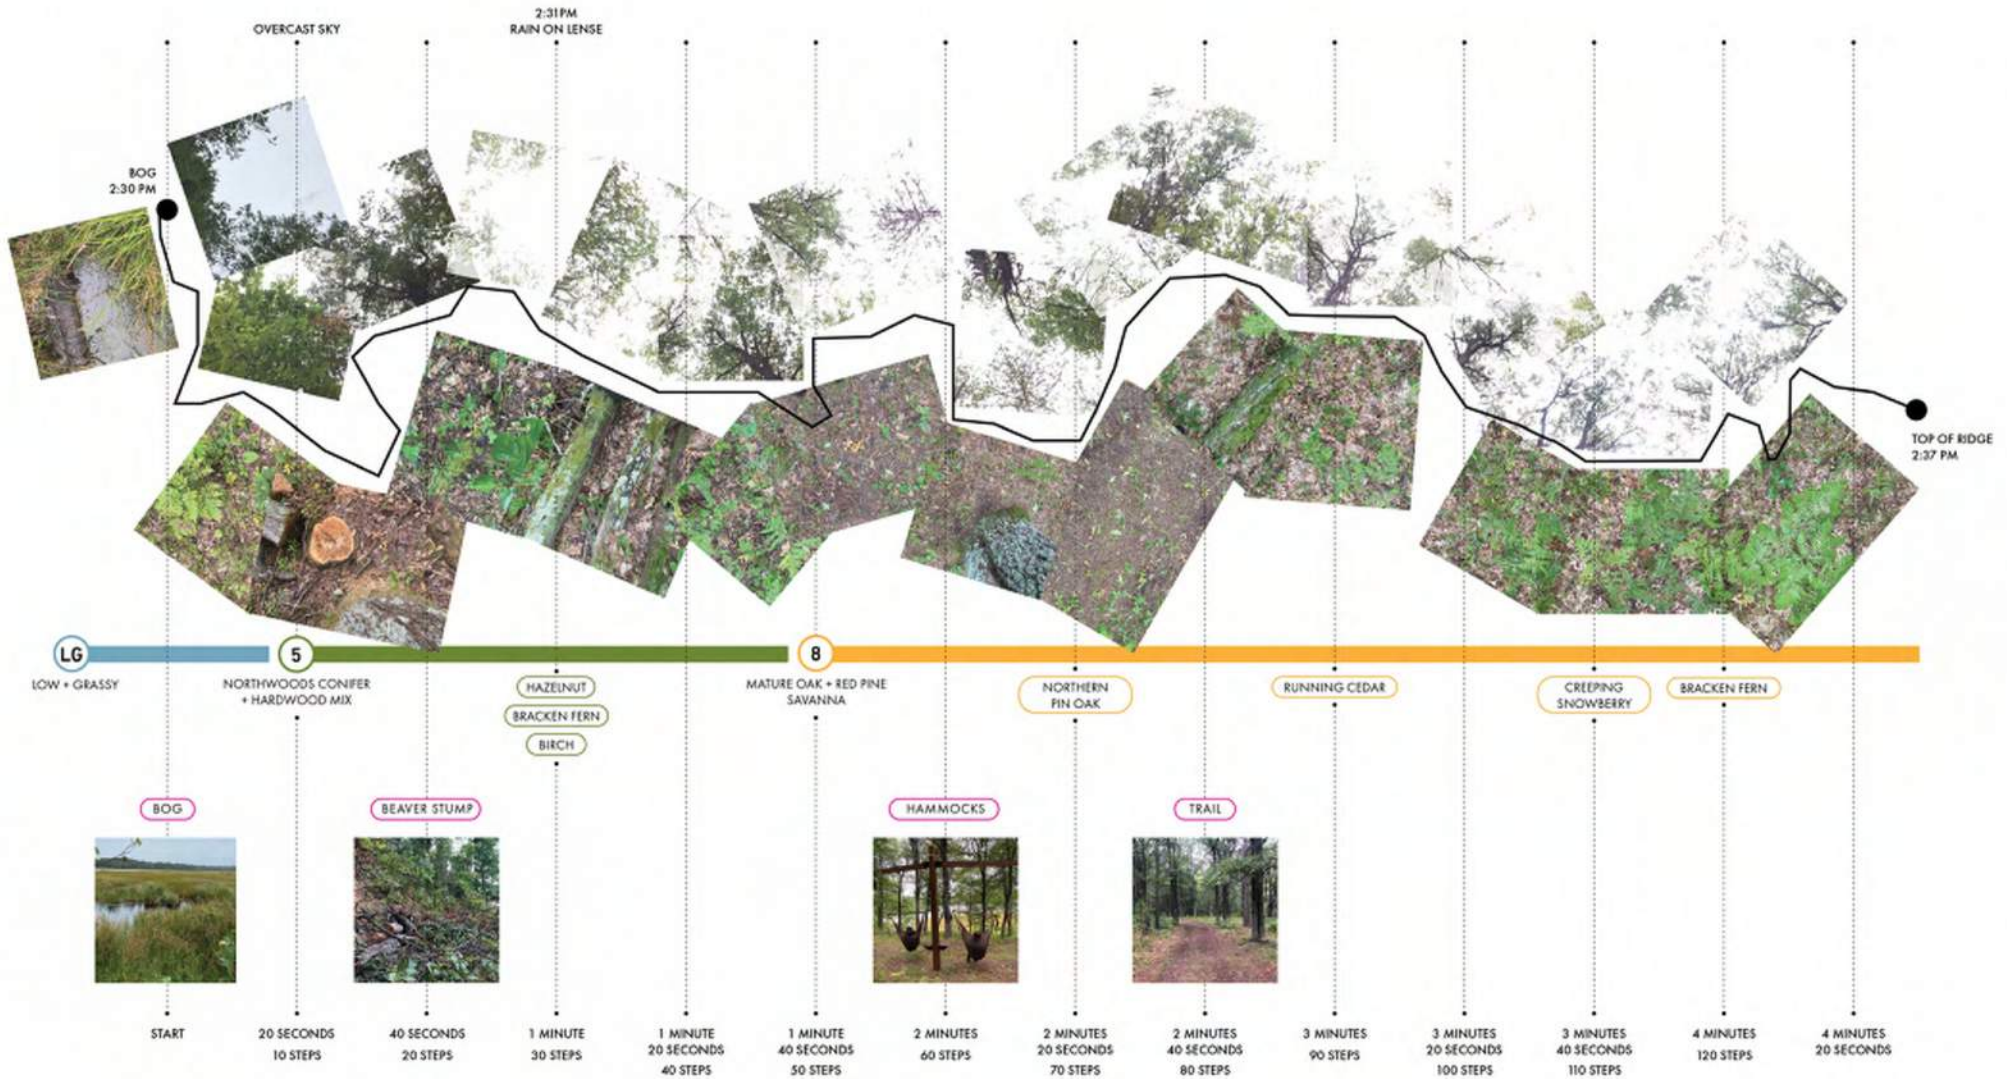 OVERCAST SKY
2:31PM
RAIN ON LENSE
BOG
2:30 PM
TOP OF RIDGE
2:37 PM
LG
LOW + GRASSY
5
NORTHWOODS CONIFER
+ HARDWOOD MIX
HAZELNUT
BRACKEN FERN
BIRCH
8
MATURE OAK + RED PINE
SAVANNA
NORTHERN
PIN OAK
RUNNING CEDAR
CREEPING
SNOWBERRY
BRACKEN FERN
BOG
BEAVER STUMP
HAMMOCKS
TRAIL
START
20 SECONDS
10 STEPS
40 SECONDS
20 STEPS
1 MINUTE
30 STEPS
1 MINUTE
20 SECONDS
40 STEPS
1 MINUTE
40 SECONDS
50 STEPS
2 MINUTES
60 STEPS
2 MINUTES
20 SECONDS
70 STEPS
2 MINUTES
40 SECONDS
80 STEPS
3 MINUTES
90 STEPS
3 MINUTES
20 SECONDS
100 STEPS
3 MINUTES
40 SECONDS
110 STEPS
4 MINUTES
120 STEPS
4 MINUTES
20 SECONDS